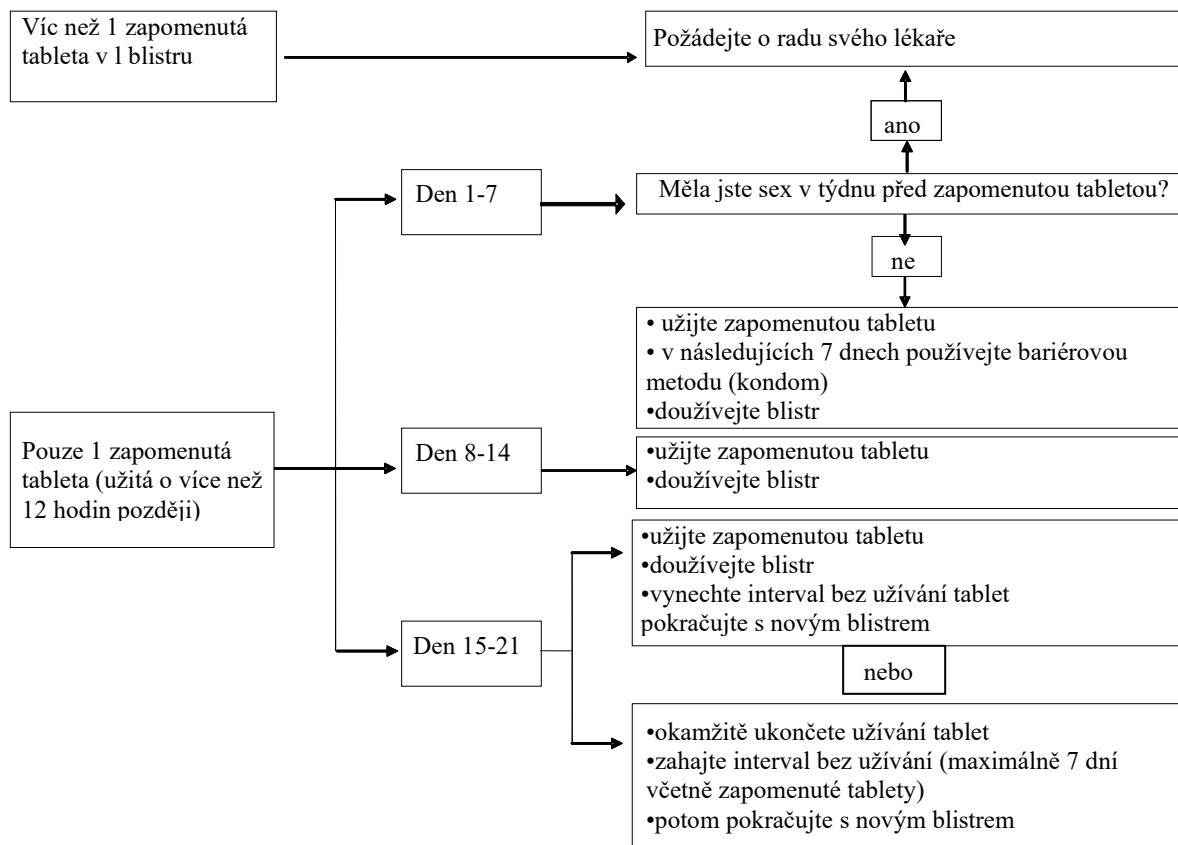 Víc než 1 zapomenutá
tableta v l blistru
Požádejte o radu svého lékaře
ano
Den 1-7
Měla jste sex v týdnu před zapomenutou tabletou?
ne
• užijte zapomenutou tabletu
• v následujících 7 dnech používejte bariérovou
metodu (kondom)
•doužívejte blistr
Pouze 1 zapomenutá
tableta (užitá o více než
12 hodin později)
Den 8-14
•užijte zapomenutou tabletu
•doužívejte blistr
Den 15-21
•užijte zapomenutou tabletu
•doužívejte blistr
•vynechte interval bez užívání tablet
pokračujte s novým blistrem
nebo
•okamžitě ukončete užívání tablet
•zahajte interval bez užívání (maximálně 7 dní
včetně zapomenuté tablety)
•potom pokračujte s novým blistrem